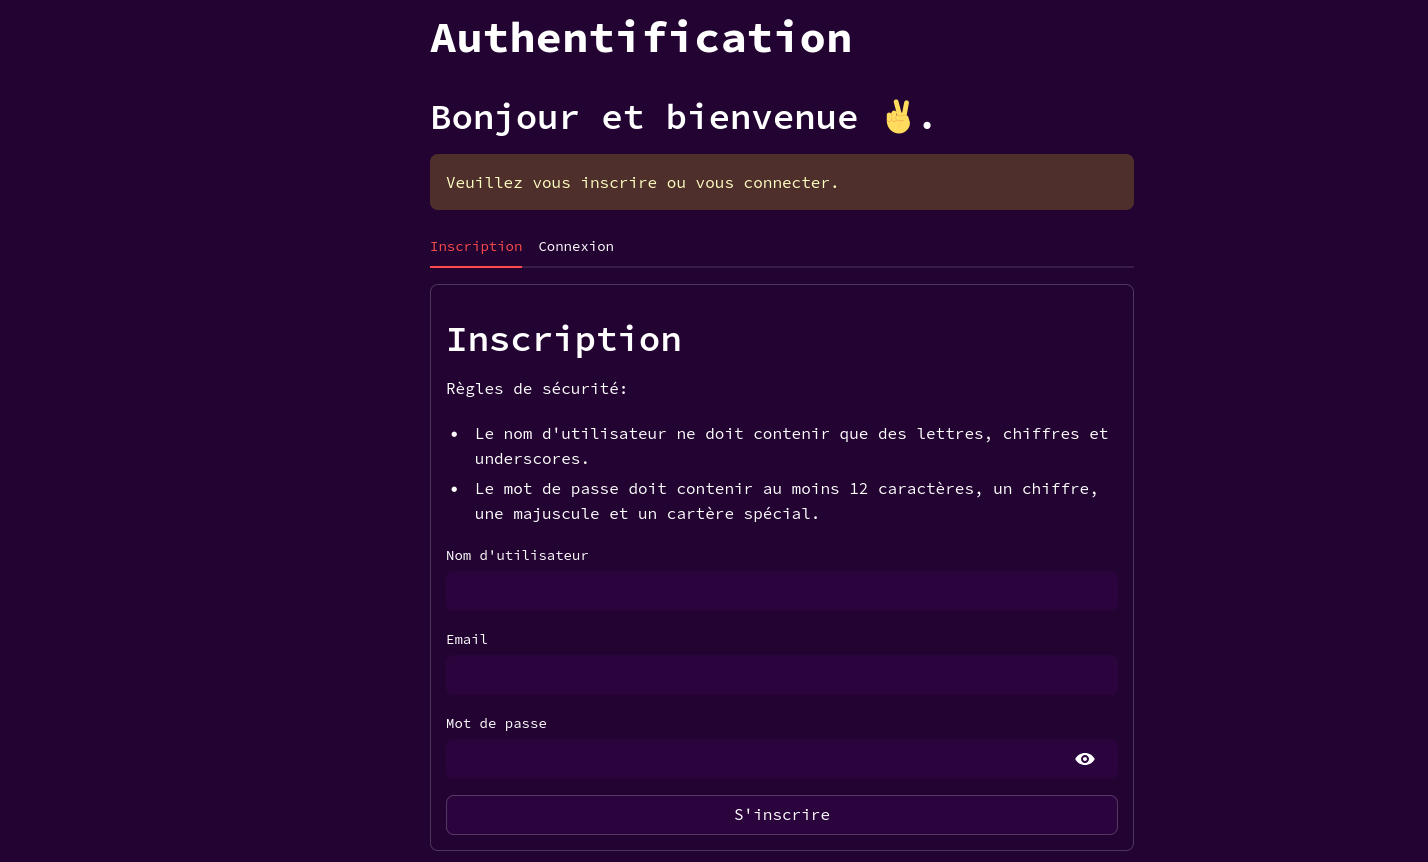 Authentification
Bonjour et bienvenue ✌️.
Veuillez vous inscrire ou vous connecter.
Inscription Connexion
Inscription
Règles de sécurité:
• Le nom d'utilisateur ne doit contenir que des lettres, chiffres et
underscores.
• Le mot de passe doit contenir au moins 12 caractères, un chiffre,
une majuscule et un cartère spécial.
Nom d'utilisateur
Email
Mot de passe
S'inscrire